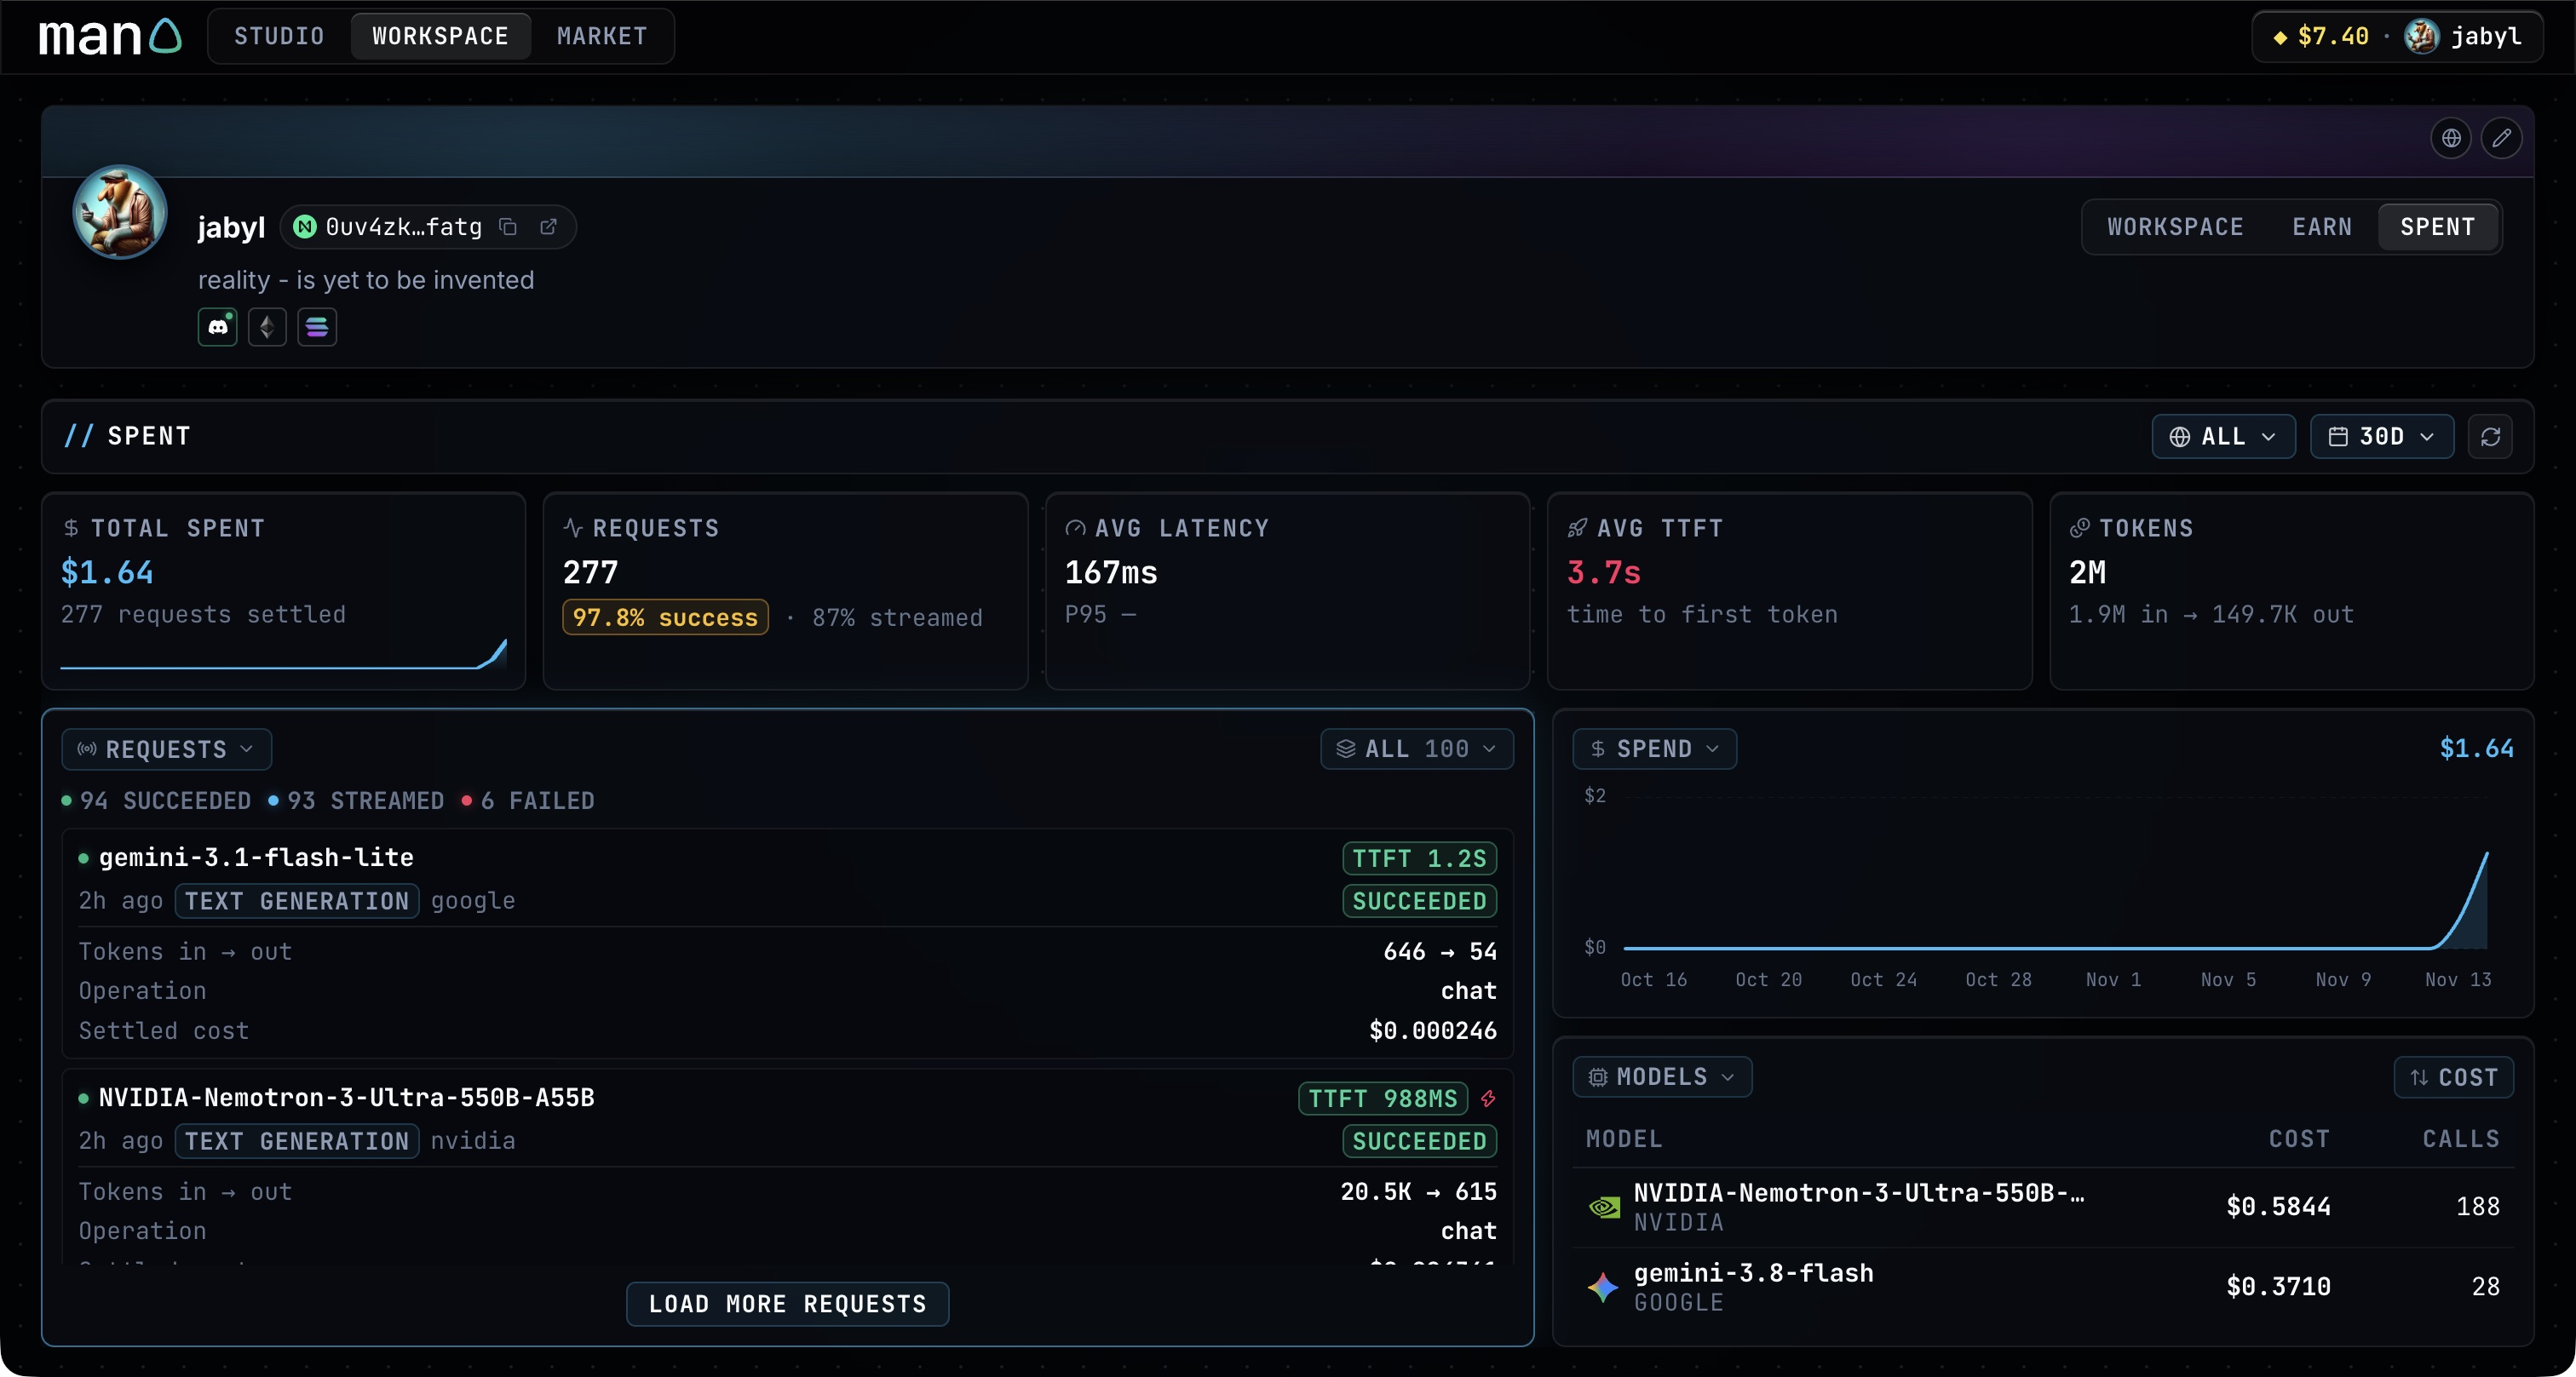 mano
STUDIO WORKSPACE MARKET
$7.40 · jabyl
jabyl 0uv4zk…fatg
WORKSPACE EARN SPENT
reality - is yet to be invented
// SPENT
ALL 30D
TOTAL SPENT
$1.64
277 requests settled
REQUESTS
277
97.8% success · 87% streamed
AVG LATENCY
167ms
P95 —
AVG TTFT
3.7s
time to first token
TOKENS
2M
1.9M in → 149.7K out
REQUESTS ALL 100
94 SUCCEEDED 93 STREAMED 6 FAILED
gemini-3.1-flash-lite TTFT 1.2S
2h ago TEXT GENERATION google SUCCEEDED
Tokens in → out 646 → 54
Operation chat
Settled cost $0.000246
NVIDIA-Nemotron-3-Ultra-550B-A55B TTFT 988MS
2h ago TEXT GENERATION nvidia SUCCEEDED
Tokens in → out 20.5K → 615
Operation chat
LOAD MORE REQUESTS
SPEND $1.64
$2
$0
Oct 16 Oct 20 Oct 24 Oct 28 Nov 1 Nov 5 Nov 9 Nov 13
MODELS COST
MODEL COST CALLS
NVIDIA-Nemotron-3-Ultra-550B-… $0.5844 188
NVIDIA
gemini-3.8-flash $0.3710 28
GOOGLE